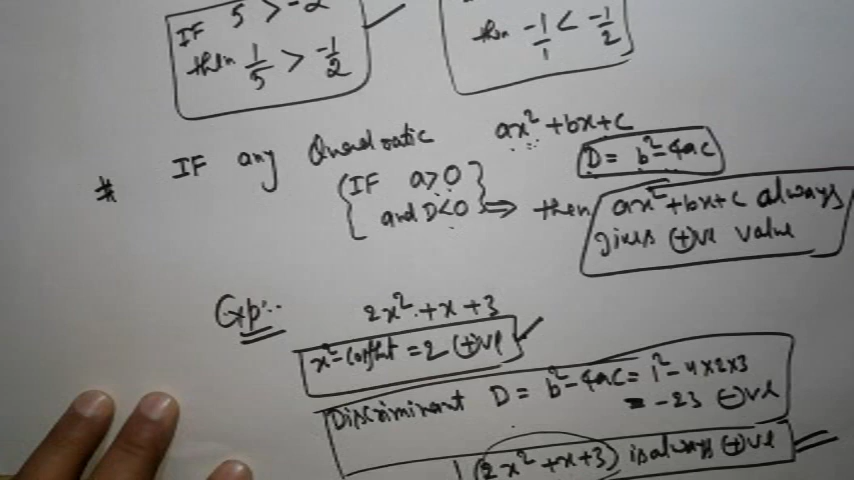 IF 5 > -2
then 1/5 > -1/2
then -1/1 < -1/2
* IF any Quadratic ax² + bx + c
D = b² - 4ac
{IF a > 0
and D < 0} ⇒ then ax² + bx + c always
gives (+)ve value
Exp:- 2x² + x + 3
x² - coffint = 2 (+)ve
Discriminant D = b² - 4ac = 1² - 4×2×3
= -23 (-)ve
(2x² + x + 3) is always (+)ve